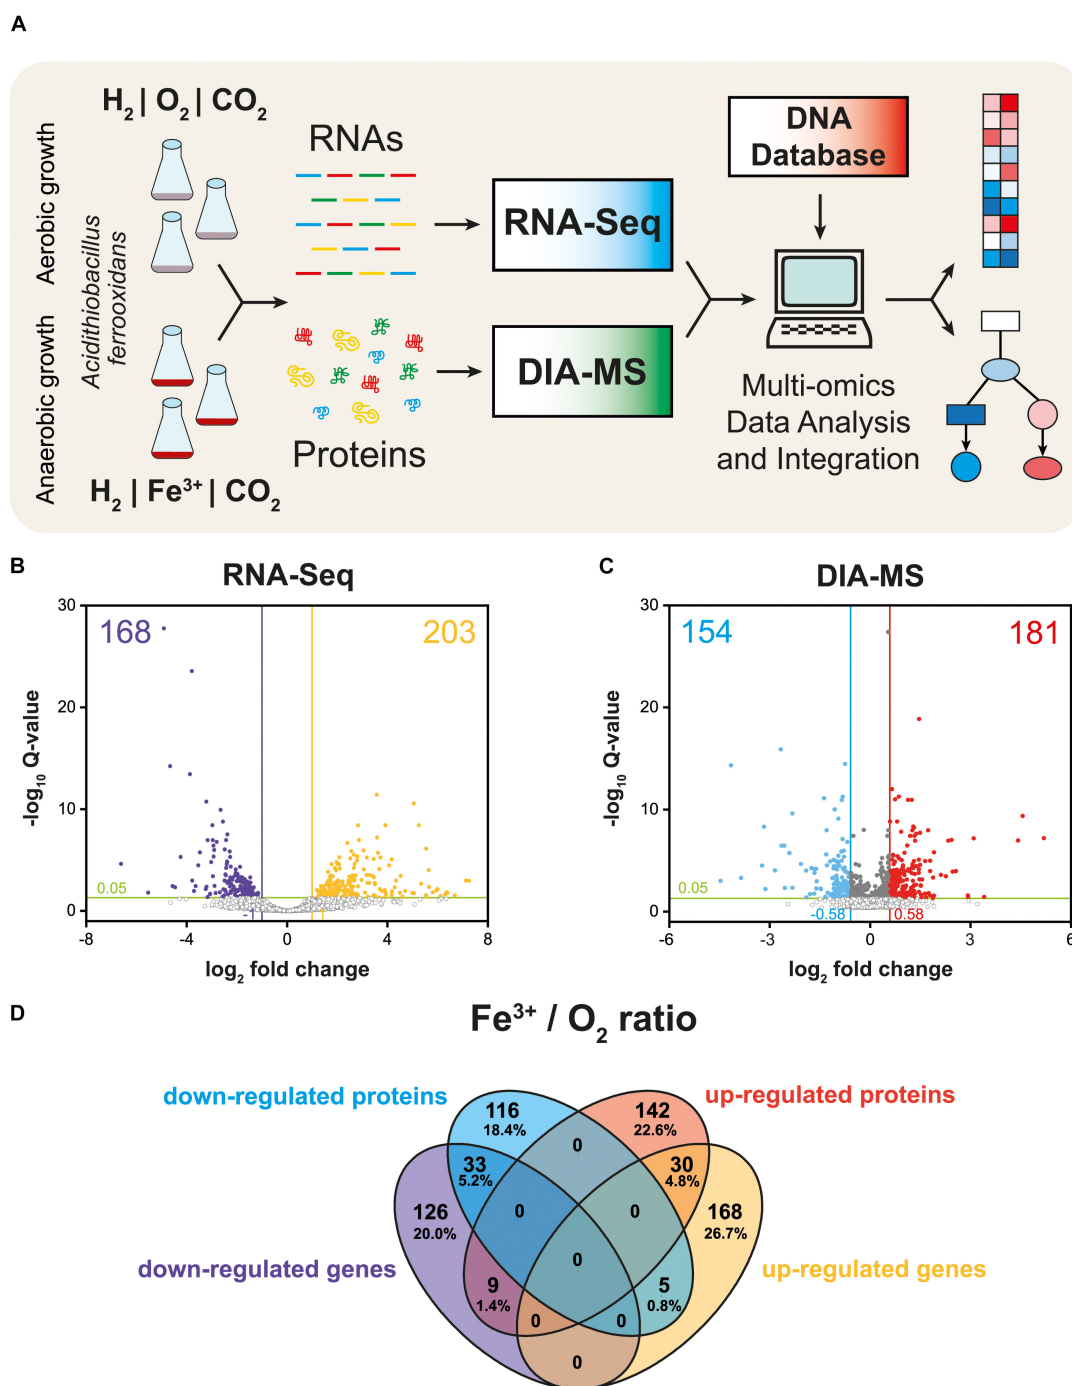 A
H2 | O2 | CO2
Aerobic growth
Anaerobic growth
Acidithiobacillus
ferrooxidans
H2 | Fe3+ | CO2
RNAs
Proteins
RNA-Seq
DIA-MS
DNA
Database
Multi-omics
Data Analysis
and Integration
B
RNA-Seq
168
203
30
20
10
0
-log10 Q-value
0.05
-
-8
-4
0
4
8
log2 fold change
C
DIA-MS
154
181
30
20
10
0
-log10 Q-value
0.05
-0.58
0.58
-6
-3
0
3
6
log2 fold change
D
Fe3+ / O2 ratio
down-regulated proteins
up-regulated proteins
116
18.4%
142
22.6%
0
33
5.2%
30
4.8%
126
20.0%
0
0
168
26.7%
down-regulated genes
up-regulated genes
0
9
1.4%
5
0.8%
0
0
0